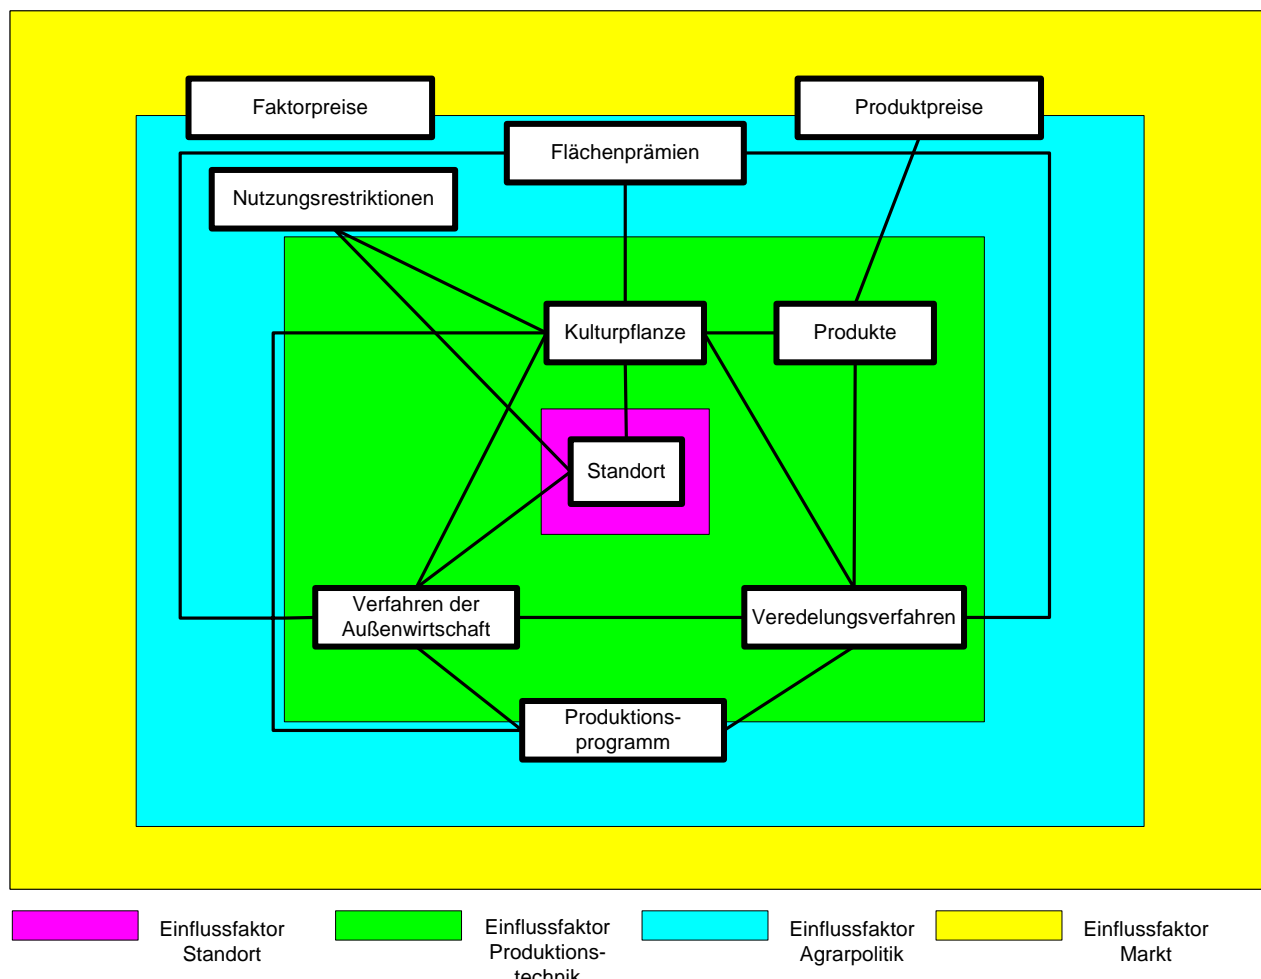 Faktorpreise
Produktpreise
Flächenprämien
Nutzungsrestriktionen
Kulturpflanze
Produkte
Standort
Verfahren der
Außenwirtschaft
Veredelungsverfahren
Produktions-
programm
Einflussfaktor
Standort
Einflussfaktor
Produktions-
technik
Einflussfaktor
Agrarpolitik
Einflussfaktor
Markt